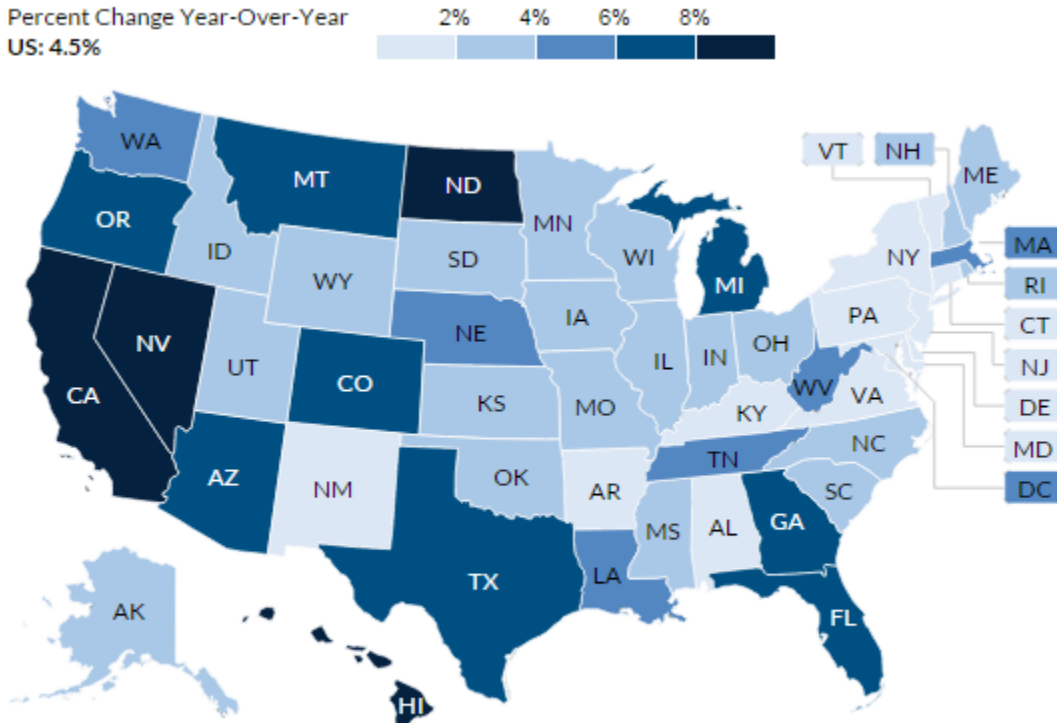 Percent Change Year-Over-Year
US: 4.5%
2% 4% 6% 8%
WA
MT
ND
MN
VT
NH
ME
OR
ID
WY
SD
WI
MI
NY
MA
RI
CT
NJ
DE
MD
DC
NV
CA
UT
CO
NE
KS
IA
MO
IL
IN
OH
PA
WV
VA
KY
NC
TN
SC
AZ
NM
OK
AR
MS
AL
GA
TX
LA
FL
AK
HI